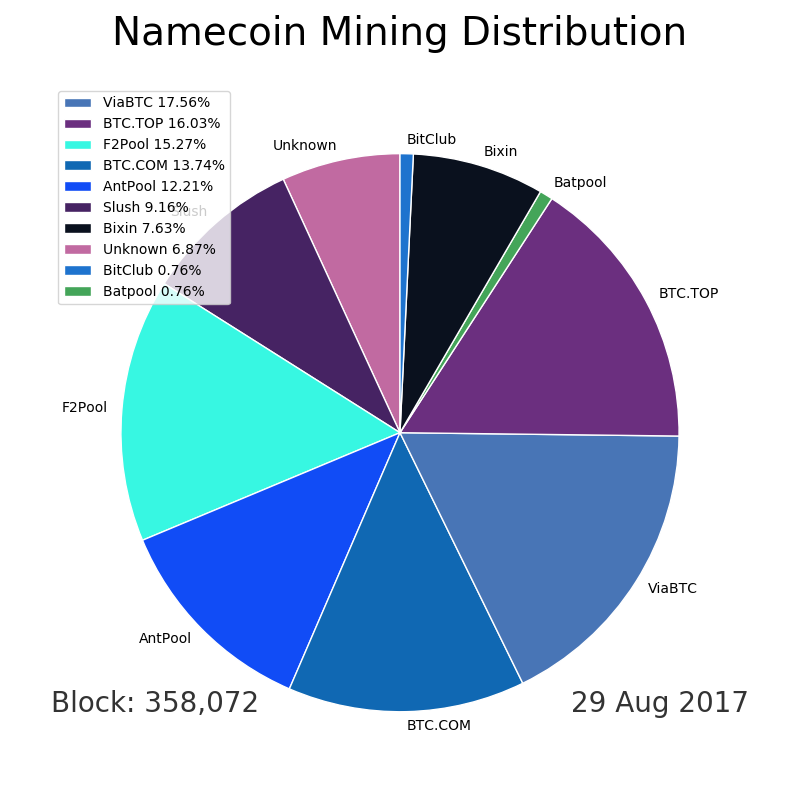 Namecoin Mining Distribution
ViaBTC 17.56%
BTC.TOP 16.03%
F2Pool 15.27%
BTC.COM 13.74%
AntPool 12.21%
Slush 9.16%
Bixin 7.63%
Unknown 6.87%
BitClub 0.76%
Batpool 0.76%
BitClub
Unknown
Bixin
Batpool
Slush
BTC.TOP
F2Pool
ViaBTC
AntPool
BTC.COM
Block: 358,072
29 Aug 2017